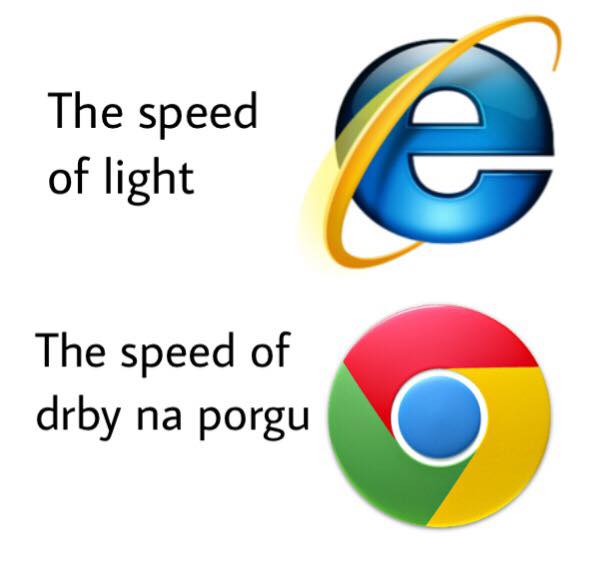 The speed
of light
The speed of
drby na porgu